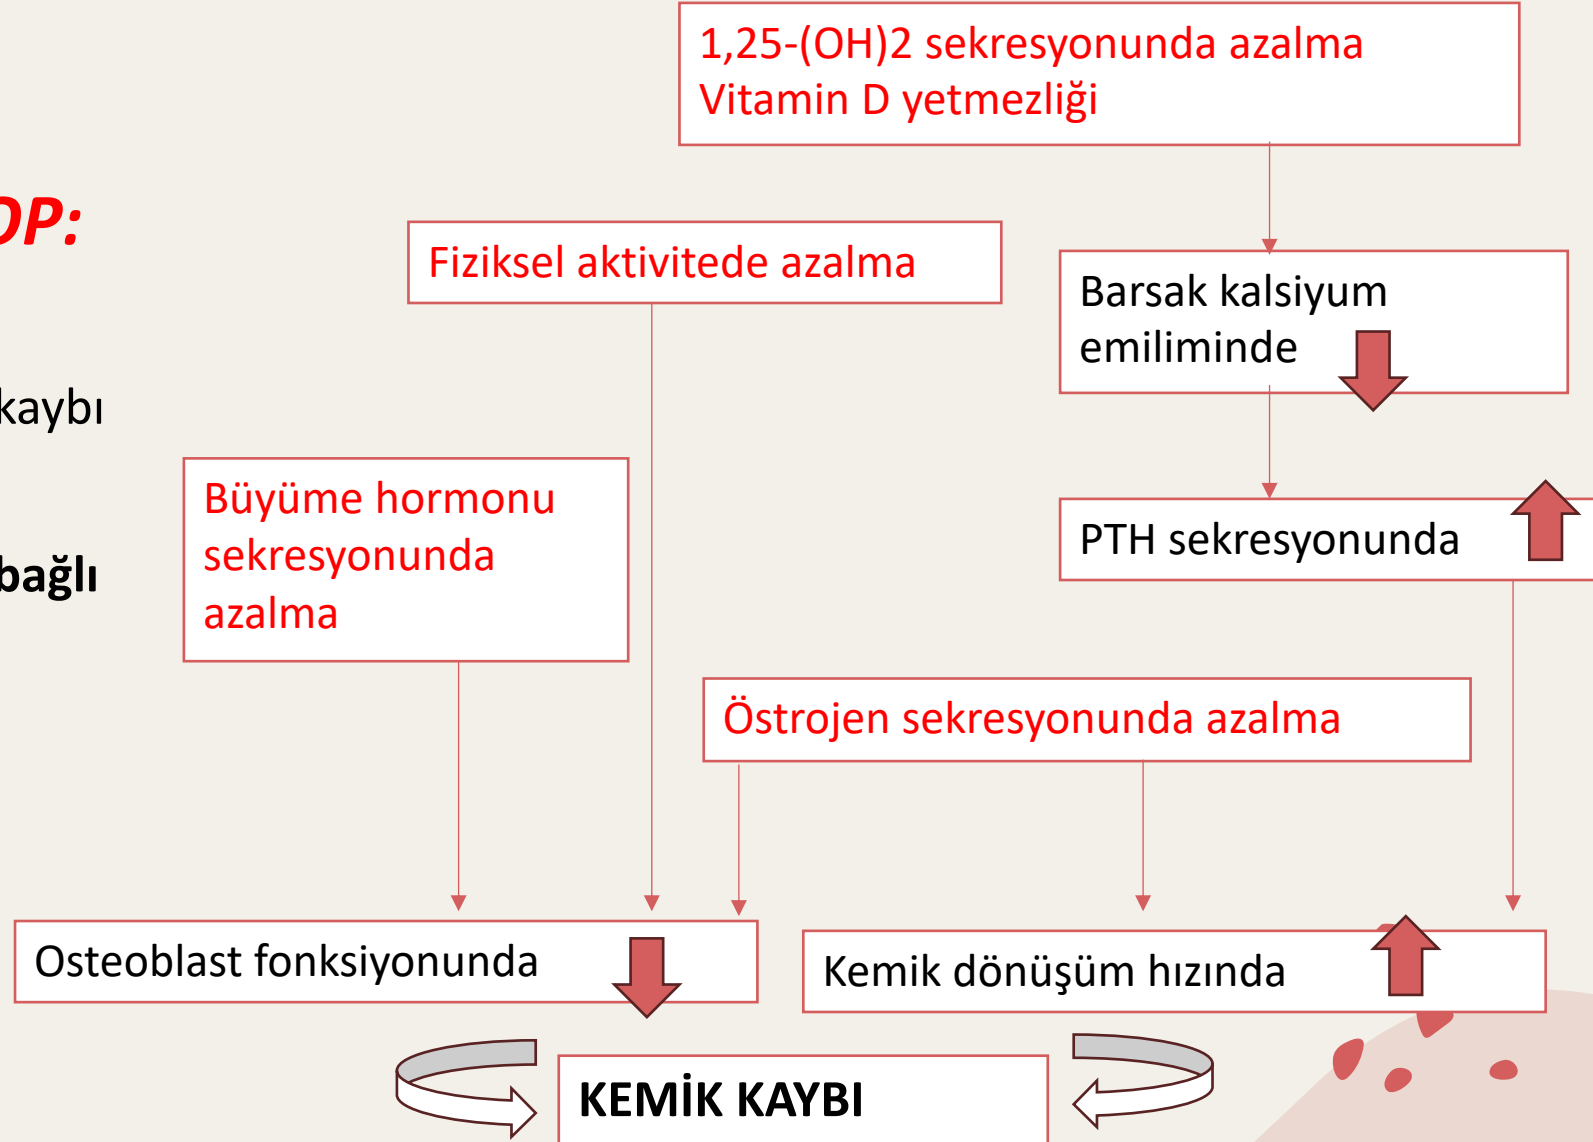 1,25-(OH)2 sekresyonunda azalma
Vitamin D yetmezliği
OP:
Fiziksel aktivitede azalma
Barsak kalsiyum
emiliminde
kaybı
Büyüme hormonu
sekresyonunda
azalma
PTH sekresyonunda
bağlı
Östrojen sekresyonunda azalma
Osteoblast fonksiyonunda
Kemik dönüşüm hızında
KEMİK KAYBI